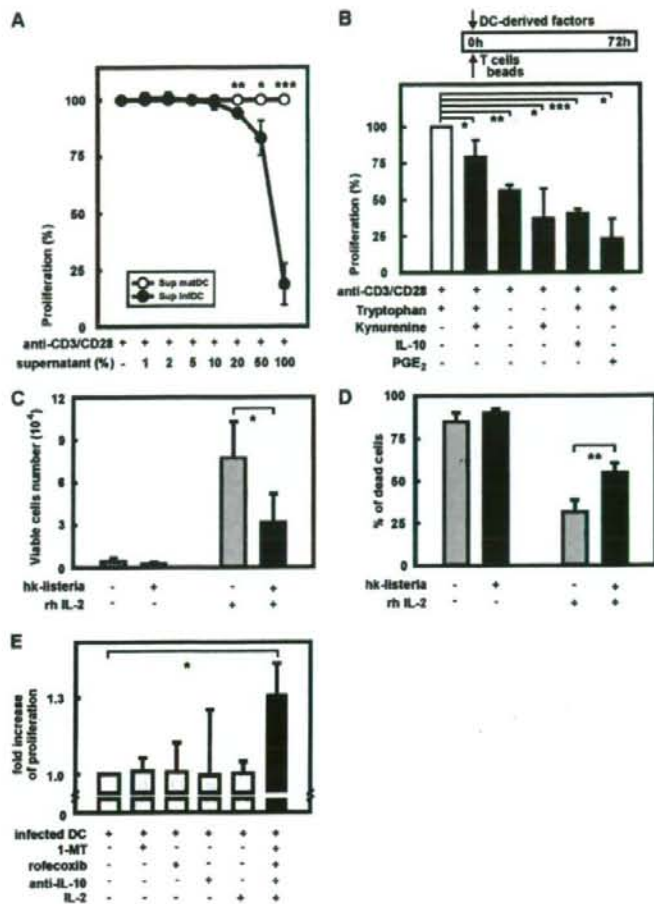 A
Proliferation (%)
100
75
50
25
0
** * ***
Sup matDC
Sup infDC
anti-CD3/CD28 + + + + + + + +
supernatant (%) - 1 2 5 10 20 50 100
B
DC-derived factors
0h 72h
T cells
beads
Proliferation (%)
100
75
50
25
0
* ** * *** *
anti-CD3/CD28 + + + + + +
Tryptophan + + - - + +
Kynurenine - + - + - -
IL-10 - - - - + -
PGE2 - - - - - +
C
Viable cells number (10⁴)
12
9
6
3
0
*
hk-listeria - + - +
rh IL-2 - - + +
D
% of dead cells
75
50
25
0
**
hk-listeria - + - +
rh IL-2 - - + +
E
fold increase
of proliferation
1.3
1.0
*
infected DC + + + + + +
1-MT - + - - - +
rofecoxib - - + - - +
anti-IL-10 - - - + - +
IL-2 - - - - + +